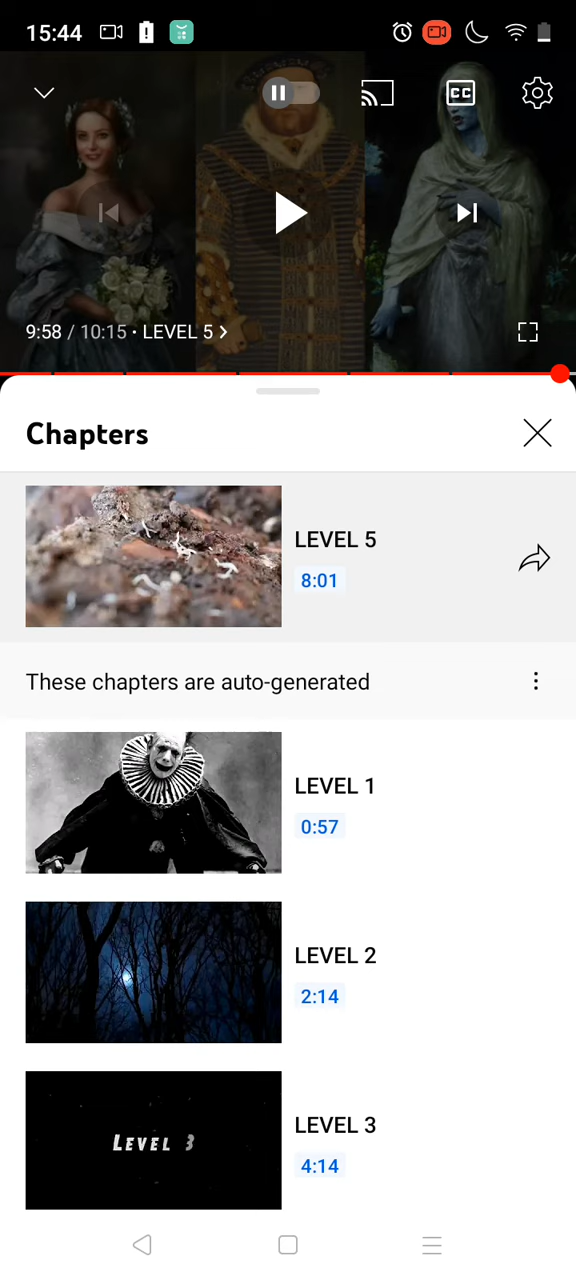 15:44
CC
9:58 / 10:15 • LEVEL 5
Chapters
LEVEL 5
8:01
These chapters are auto-generated
LEVEL 1
0:57
LEVEL 2
2:14
LEVEL 3
LEVEL 3
4:14